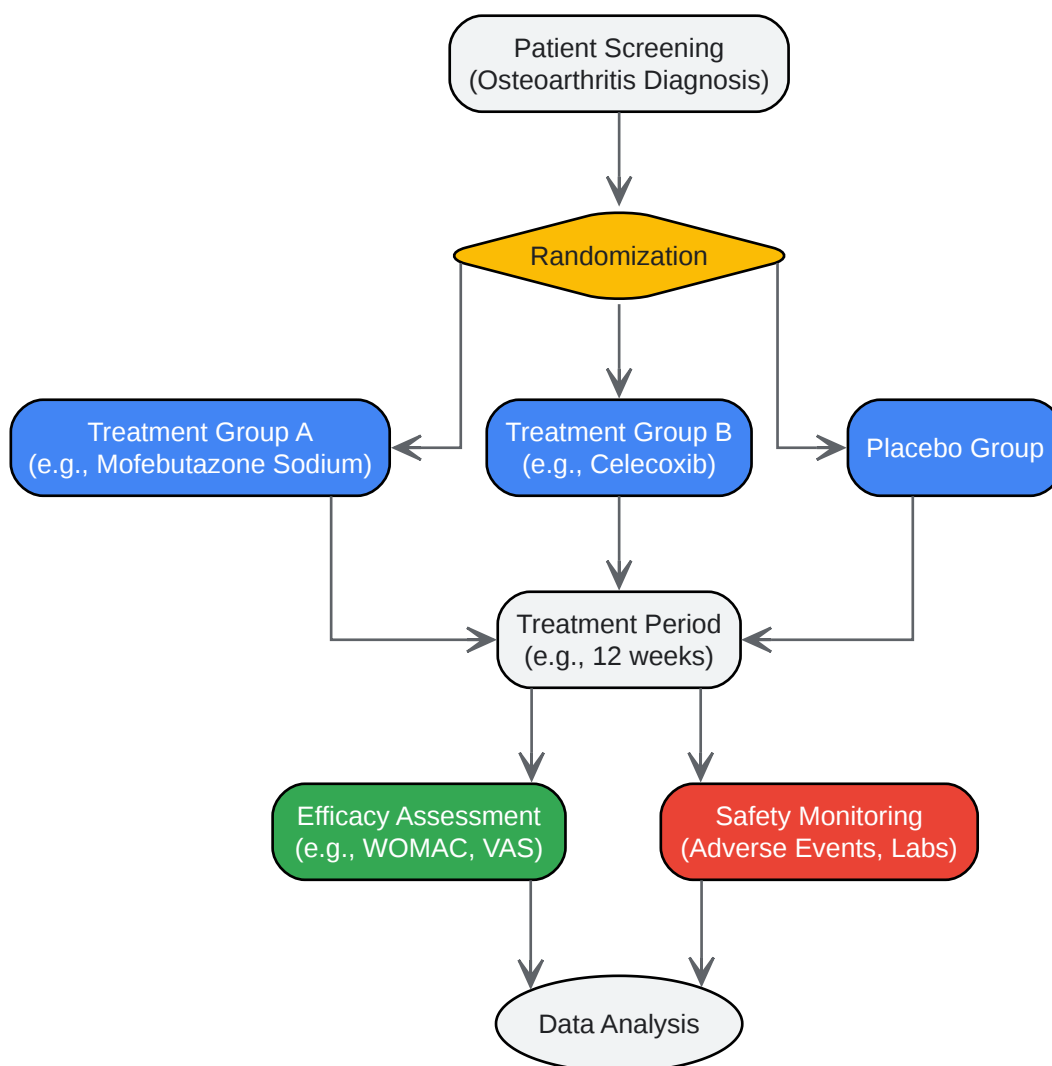 Patient Screening
(Osteoarthritis Diagnosis)
Randomization
Treatment Group A
(e.g., Mofebutazone Sodium)
Treatment Group B
(e.g., Celecoxib)
Placebo Group
Treatment Period
(e.g., 12 weeks)
Efficacy Assessment
(e.g., WOMAC, VAS)
Safety Monitoring
(Adverse Events, Labs)
Data Analysis